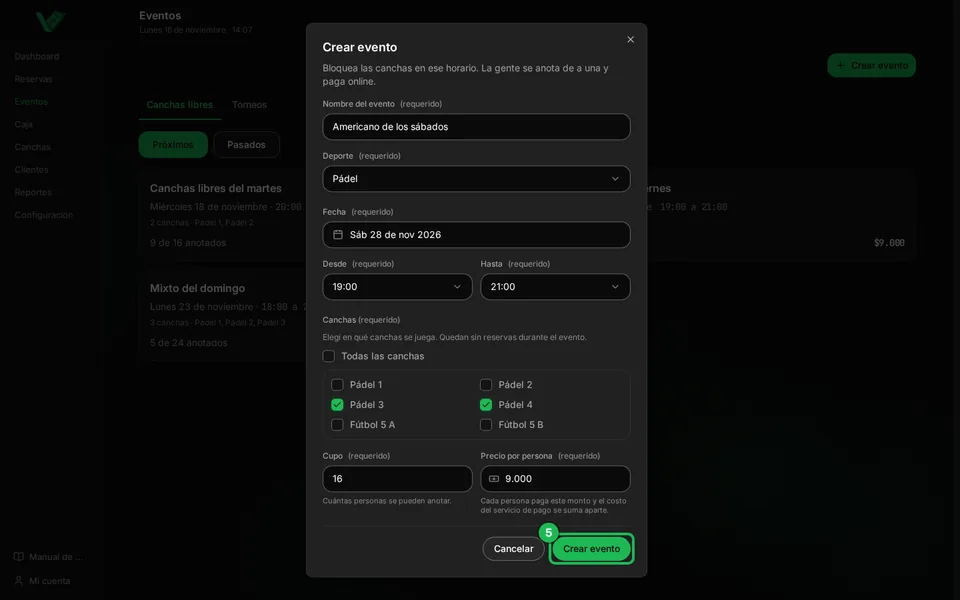 Eventos
Lunes 16 de noviembre · 14:07
Dashboard
Reservas
Eventos
Caja
Canchas
Clientes
Reportes
Configuración
Manual de ...
Mi cuenta
+ Crear evento
Canchas libres
Torneos
Próximos
Pasados
Canchas libres del martes
Miércoles 18 de noviembre · 20:00
2 canchas · Pádel 1, Pádel 2
9 de 16 anotados
Mixto del domingo
Lunes 23 de noviembre · 18:00 a
3 canchas · Pádel 1, Pádel 2, Pádel 3
5 de 24 anotados
ernes
e · 19:00 a 21:00
$9.000
Crear evento
Bloquea las canchas en ese horario. La gente se anota de a una y
paga online.
Nombre del evento (requerido)
Americano de los sábados
Deporte (requerido)
Pádel
Fecha (requerido)
Sáb 28 de nov 2026
Desde (requerido)
Hasta (requerido)
19:00
21:00
Canchas (requerido)
Elegí en qué canchas se juega. Quedan sin reservas durante el evento.
Todas las canchas
Pádel 1
Pádel 2
Pádel 3
Pádel 4
Fútbol 5 A
Fútbol 5 B
Cupo (requerido)
Precio por persona (requerido)
16
9.000
Cuántas personas se pueden anotar.
Cada persona paga este monto y el costo
del servicio de pago se suma aparte.
5
Cancelar
Crear evento